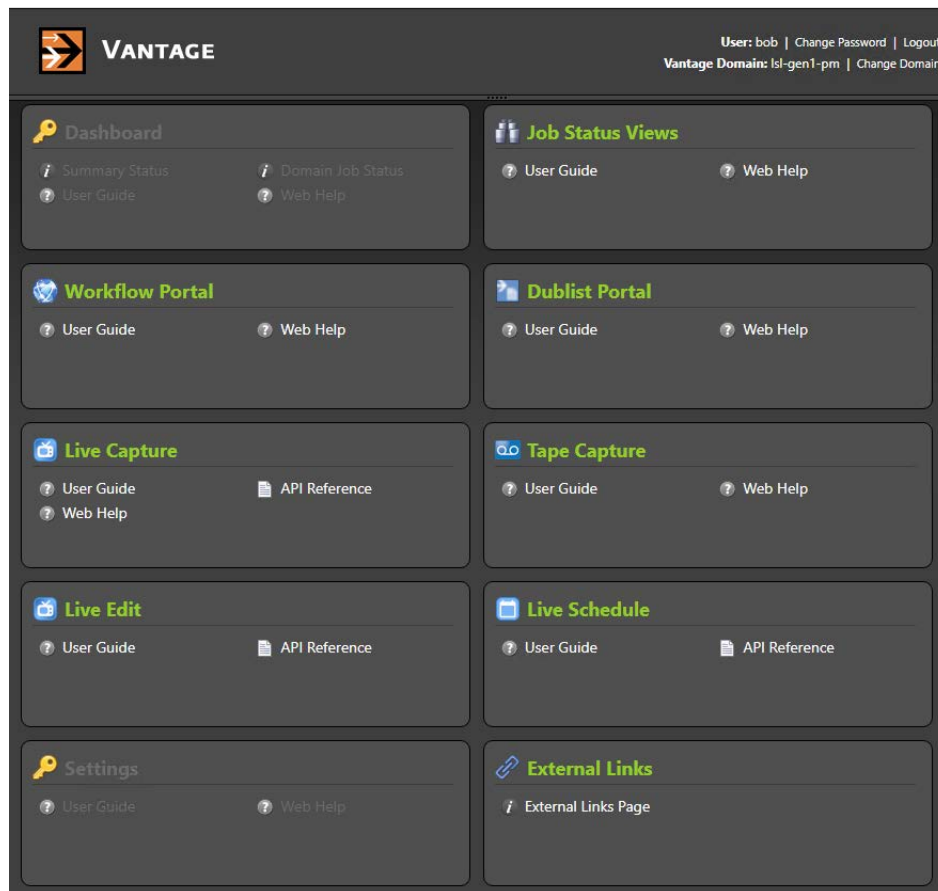 VANTAGE
User: bob | Change Password | Logout
Vantage Domain: lsl-gen1-pm | Change Domain
Dashboard
Summary Status
Domain Job Status
User Guide
Web Help
Job Status Views
User Guide
Web Help
Workflow Portal
User Guide
Web Help
Dublist Portal
User Guide
Web Help
Live Capture
User Guide
API Reference
Web Help
Tape Capture
User Guide
Web Help
Live Edit
User Guide
API Reference
Live Schedule
User Guide
API Reference
Settings
User Guide
Web Help
External Links
External Links Page